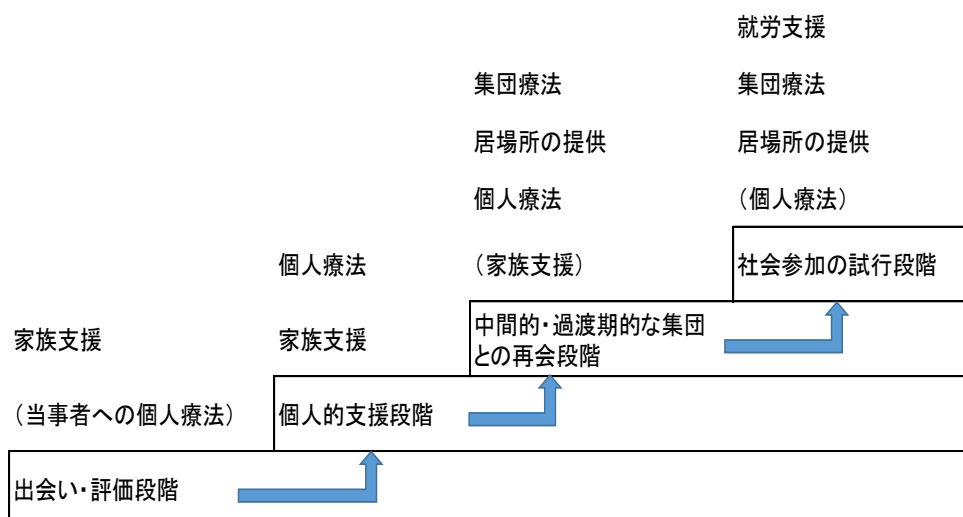 就労支援
集団療法
集団療法
居場所の提供
居場所の提供
個人療法
(個人療法)
個人療法
(家族支援)
社会参加の試行段階
家族支援
家族支援
中間的・過渡期的な集団
との再会段階
(当事者への個人療法)
個人的支援段階
出会い・評価段階